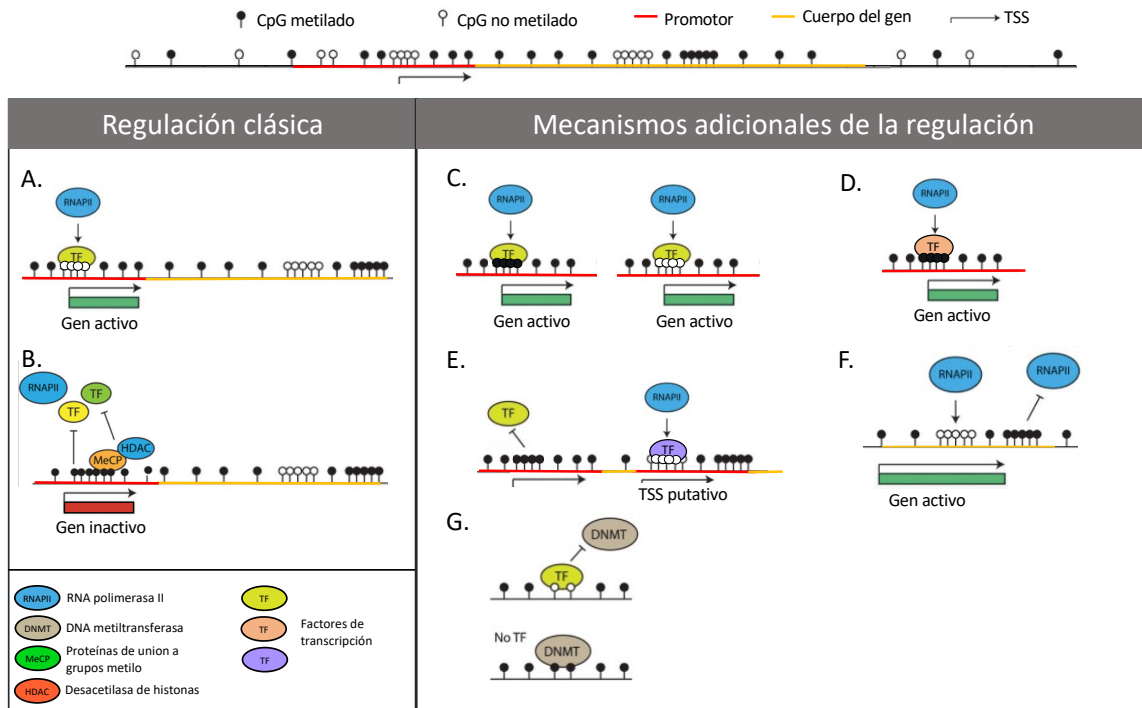 CpG metilado
CpG no metilado
Promotor
Cuerpo del gen
TSS
Regulación clásica
Mecanismos adicionales de la regulación
A.
RNAPII
TF
Gen activo
B.
RNAPII
TF
TF
HDAC
MeCP
Gen inactivo
C.
RNAPII
TF
Gen activo
RNAPII
TF
Gen activo
D.
RNAPII
TF
Gen activo
E.
TF
RNAPII
TF
TSS putativo
F.
RNAPII
RNAPII
Gen activo
G.
DNMT
TF
No TF
DNMT
RNAPII
RNA polimerasa II
DNMT
DNA metiltransferasa
MeCP
Proteínas de union a
grupos metilo
HDAC
Desacetilasa de histonas
TF
TF
TF
Factores de
transcripción